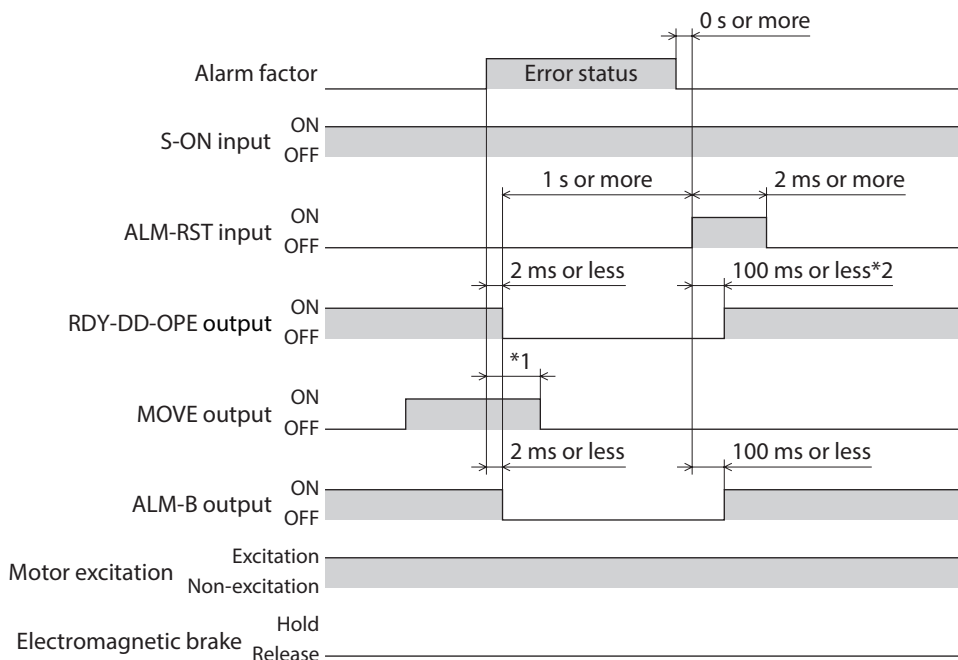 0 s or more
Alarm factor
Error status
S-ON input
ON
OFF
1 s or more
2 ms or more
ALM-RST input
ON
OFF
2 ms or less
100 ms or less*2
RDY-DD-OPE output
ON
OFF
*1
MOVE output
ON
OFF
2 ms or less
100 ms or less
ALM-B output
ON
OFF
Motor excitation
Excitation
Non-excitation
Electromagnetic brake
Hold
Release